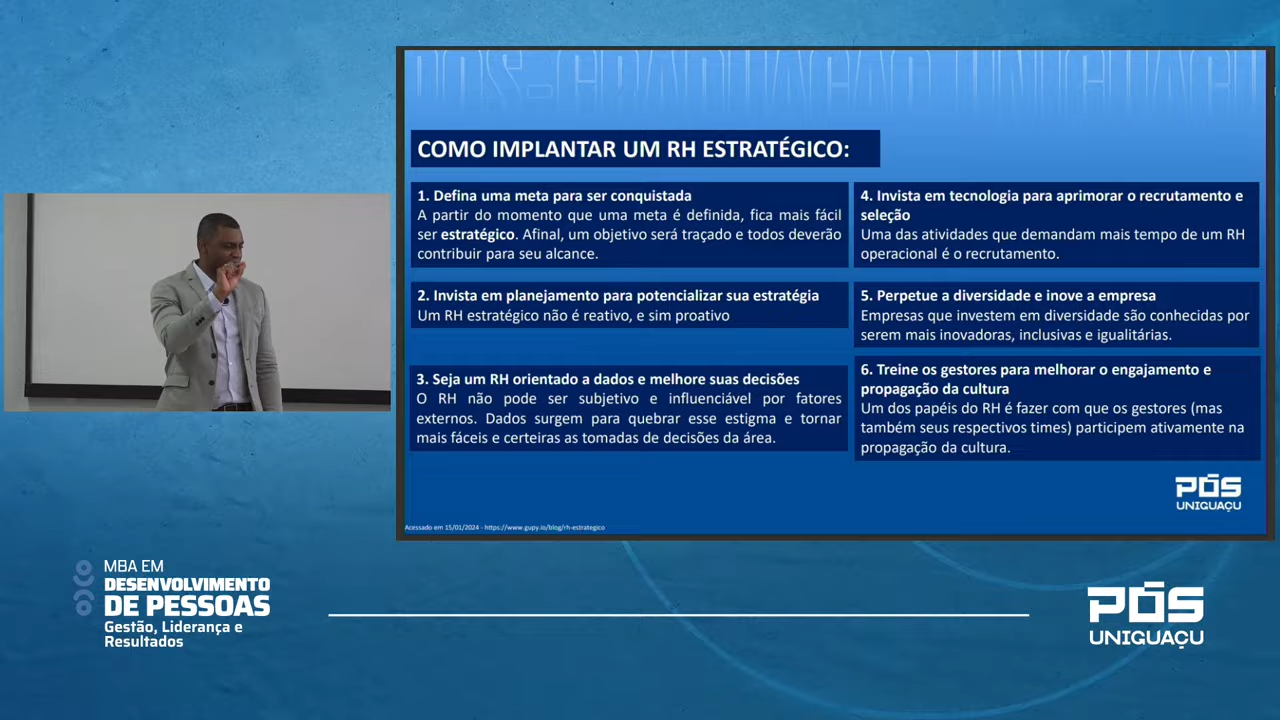 PÓS-GRADUAÇÃO UNIGUAÇU
COMO IMPLANTAR UM RH ESTRATÉGICO:
1. Defina uma meta para ser conquistada
A partir do momento que uma meta é definida, fica mais fácil
ser estratégico. Afinal, um objetivo será traçado e todos deverão
contribuir para seu alcance.
2. Invista em planejamento para potencializar sua estratégia
Um RH estratégico não é reativo, e sim proativo
3. Seja um RH orientado a dados e melhore suas decisões
O RH não pode ser subjetivo e influenciável por fatores
externos. Dados surgem para quebrar esse estigma e tornar
mais fáceis e certeiras as tomadas de decisões da área.
4. Invista em tecnologia para aprimorar o recrutamento e
seleção
Uma das atividades que demandam mais tempo de um RH
operacional é o recrutamento.
5. Perpetue a diversidade e inove a empresa
Empresas que investem em diversidade são conhecidas por
serem mais inovadoras, inclusivas e igualitárias.
6. Treine os gestores para melhorar o engajamento e
propagação da cultura
Um dos papéis do RH é fazer com que os gestores (mas
também seus respectivos times) participem ativamente na
propagação da cultura.
PÓS
UNIGUAÇU
Acessado em 15/01/2024 - https://www.gupy.io/blog/rh-estrategico
MBA EM
DESENVOLVIMENTO
DE PESSOAS
Gestão, Liderança e
Resultados
PÓS
UNIGUAÇU